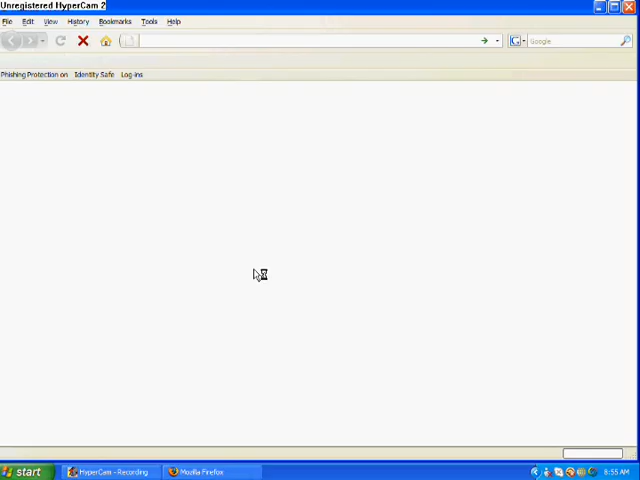 Unregistered HyperCam 2
File Edit View History Bookmarks Tools Help
Google
Phishing Protection on Identity Safe Log-ins
start HyperCam - Recording Mozilla Firefox 8:55 AM